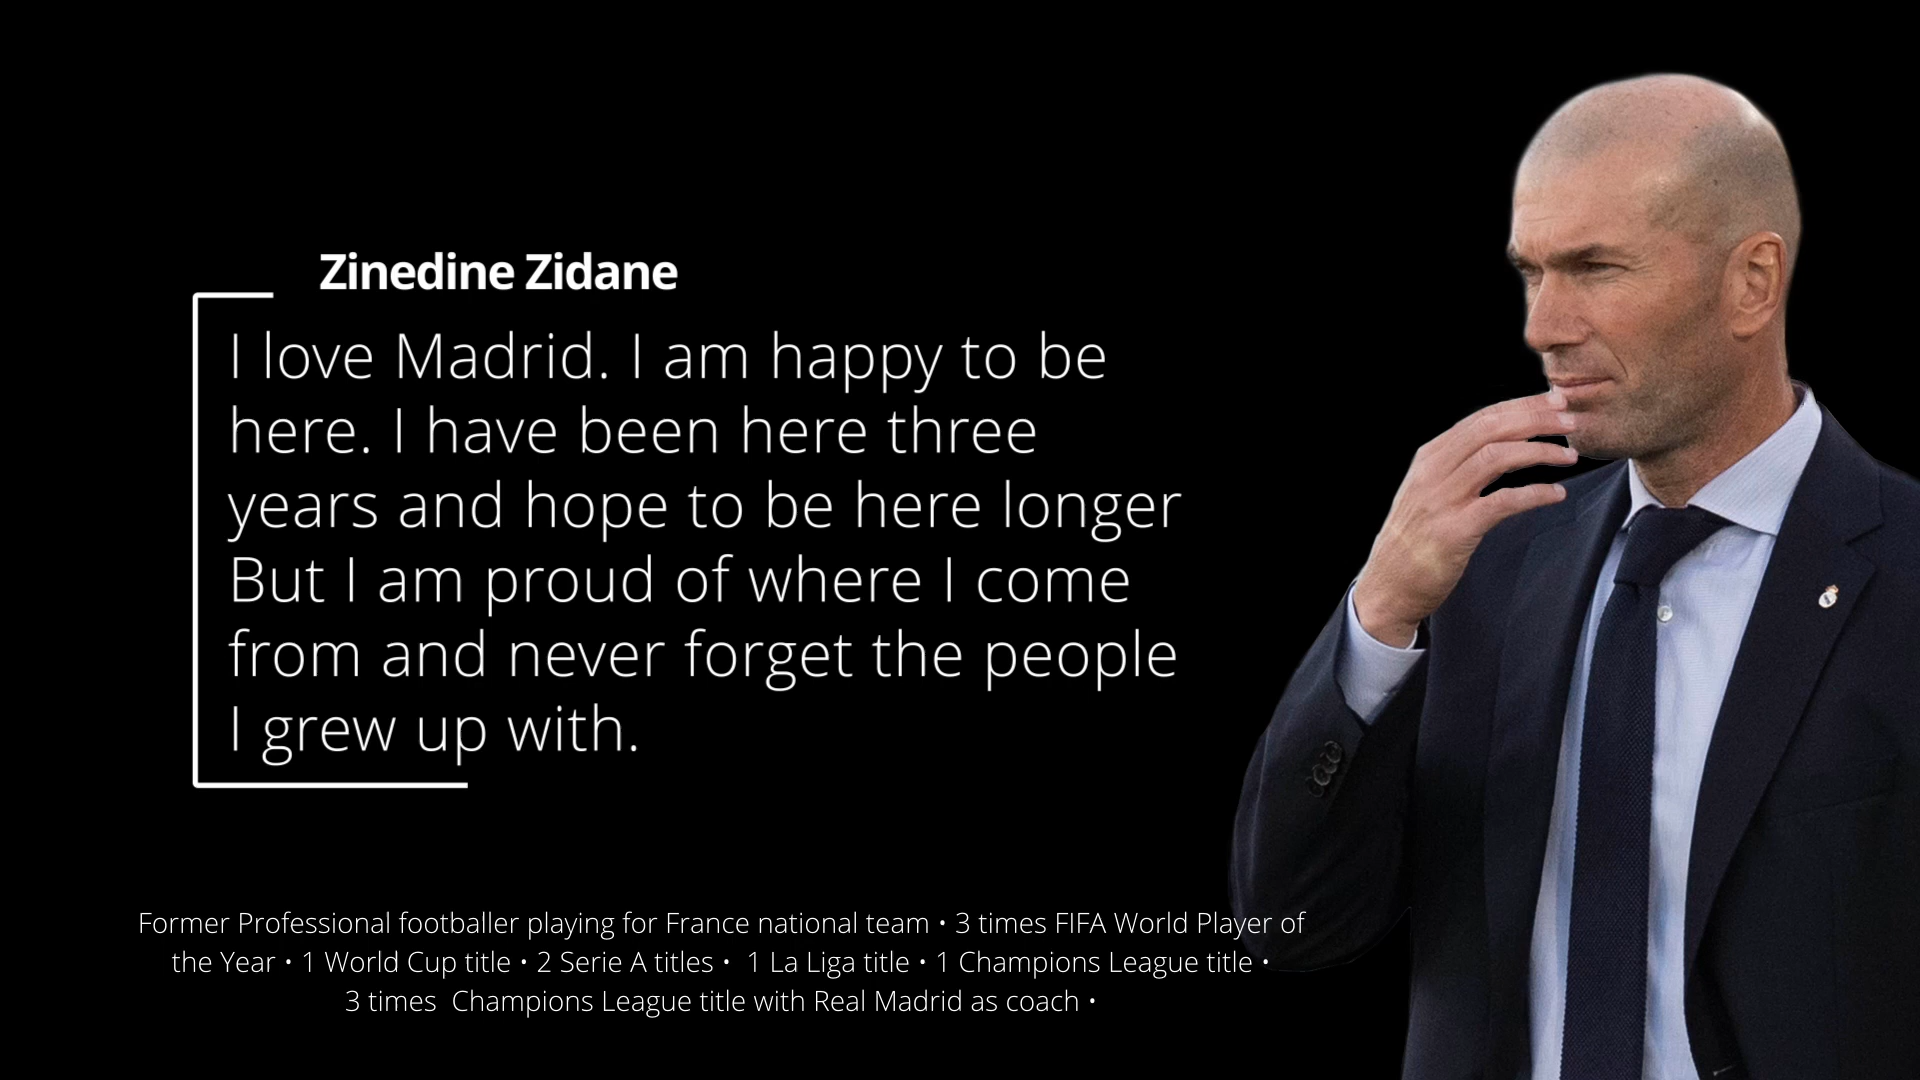 Zinedine Zidane
I love Madrid. I am happy to be
here. I have been here three
years and hope to be here longer
But I am proud of where I come
from and never forget the people
I grew up with.
Former Professional footballer playing for France national team • 3 times FIFA World Player of
the Year • 1 World Cup title • 2 Serie A titles •  1 La Liga title • 1 Champions League title •
3 times  Champions League title with Real Madrid as coach •